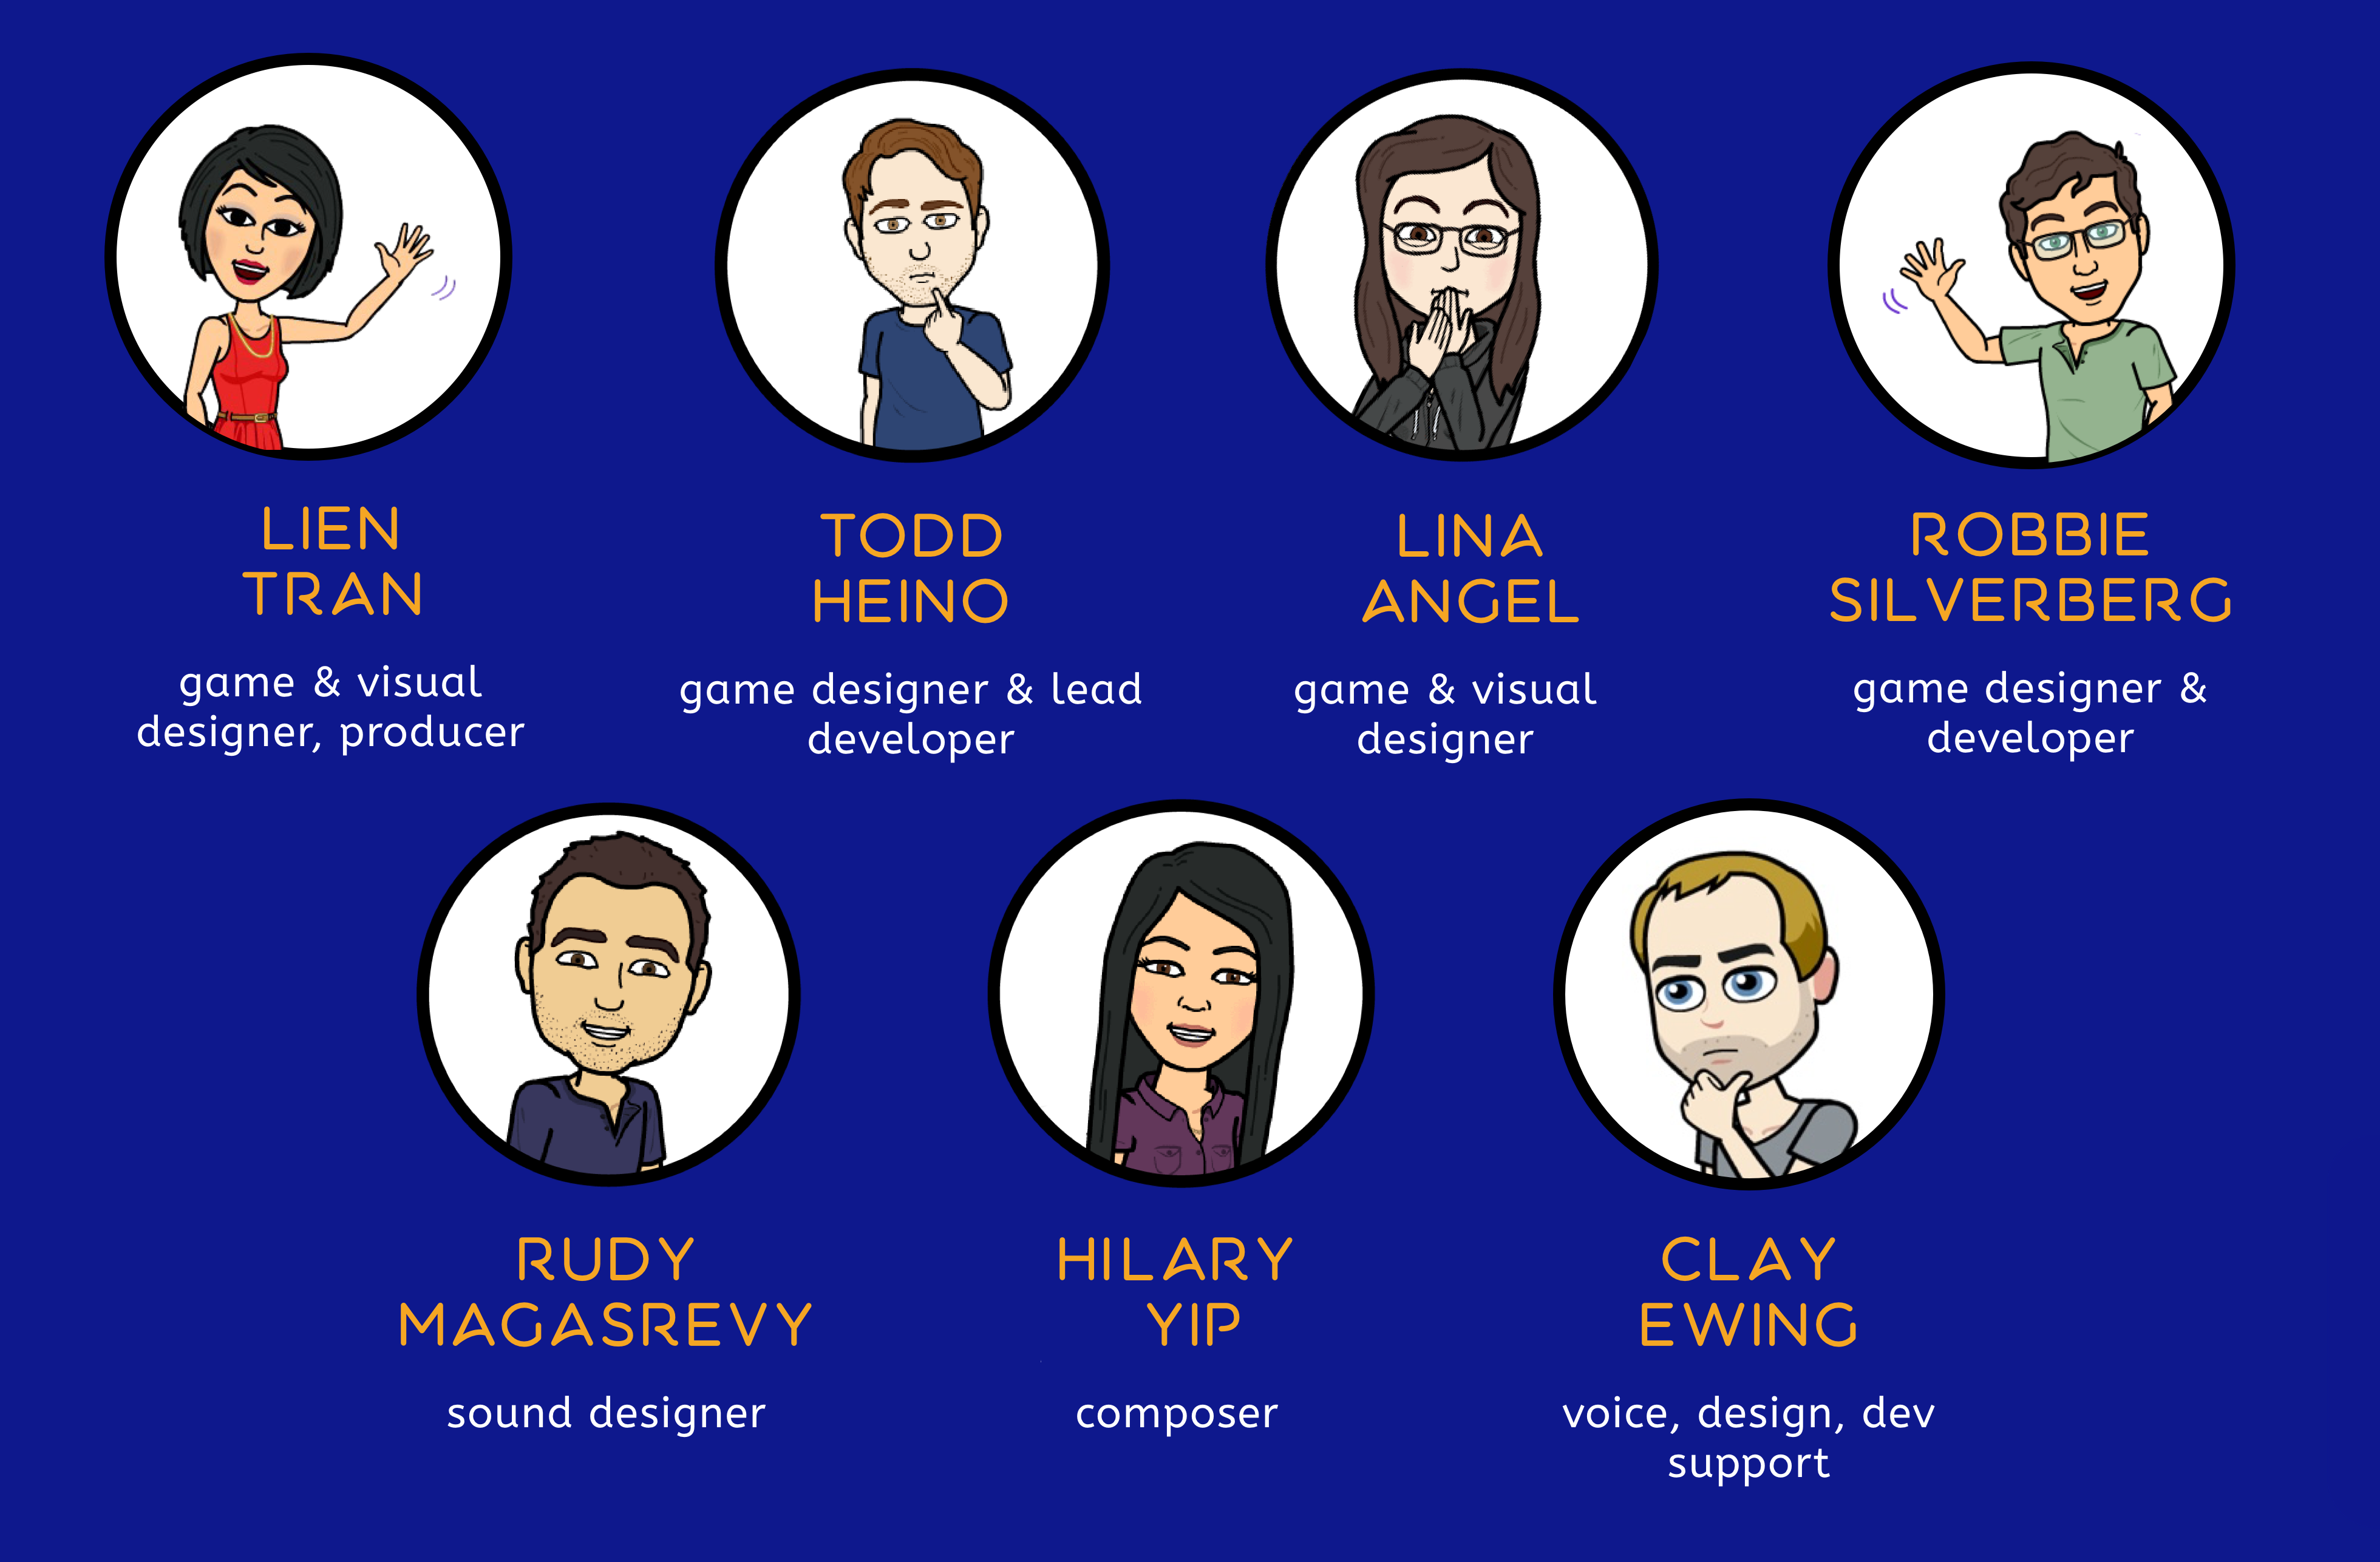 LIEN
TRAN
game & visual
designer, producer
TODD
HEINO
game designer & lead
developer
LINA
ANGEL
game & visual
designer
ROBBIE
SILVERBERG
game designer &
developer
RUDY
MAGASREVY
sound designer
HILARY
YIP
composer
CLAY
EWING
voice, design, dev
support